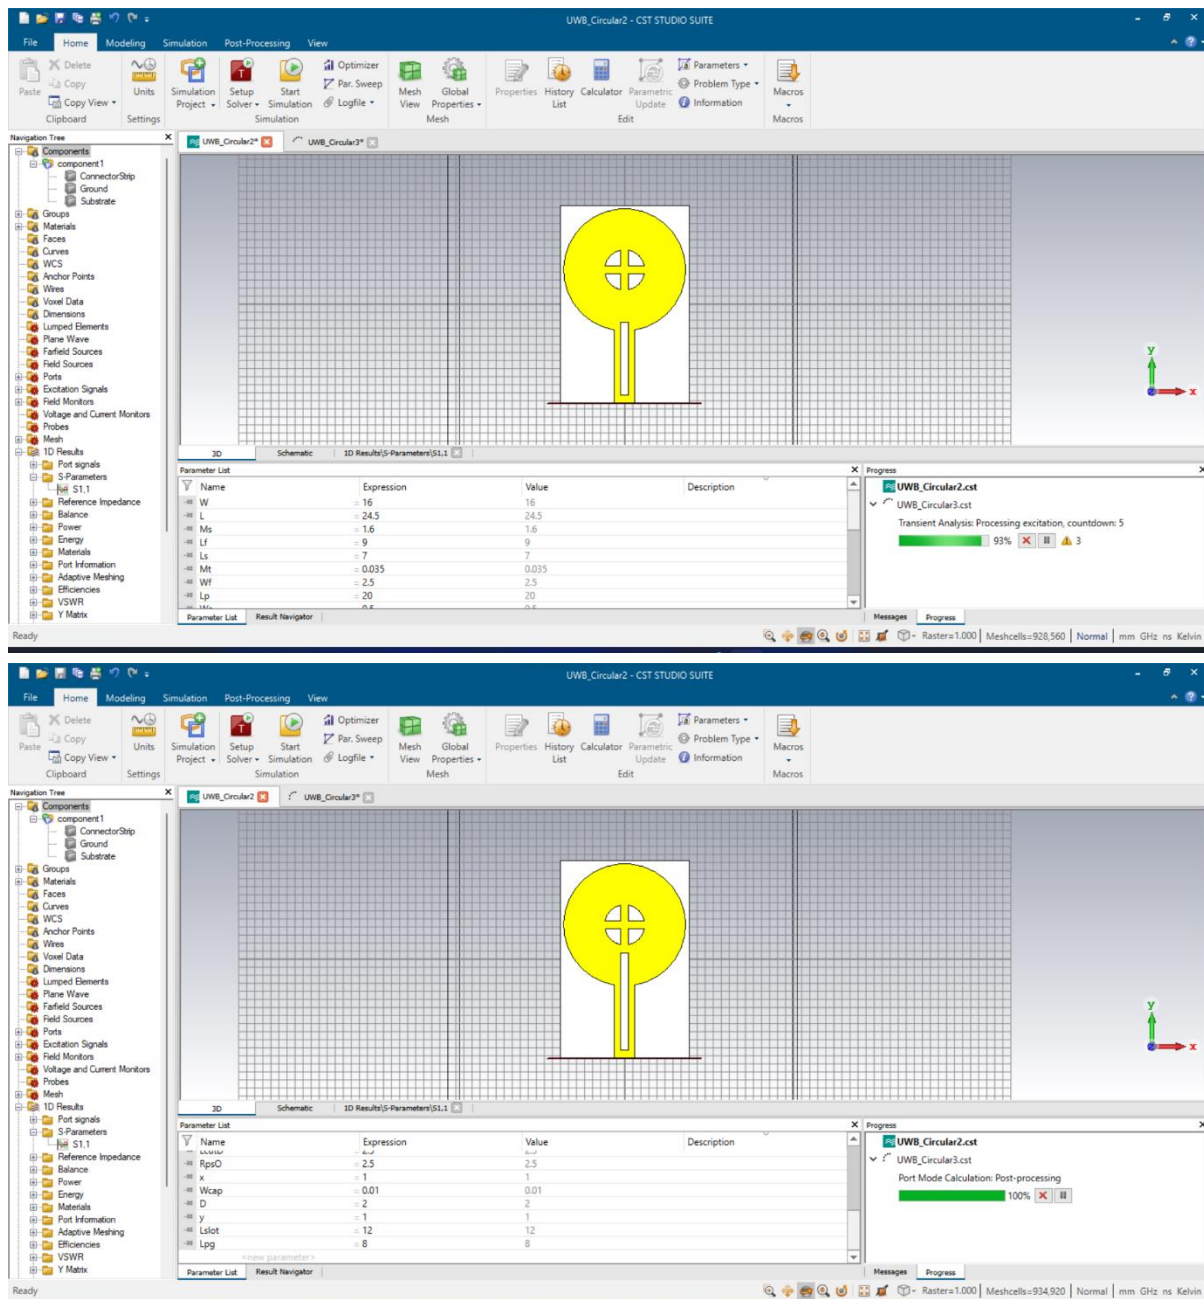 UWB_Circular2 - CST STUDIO SUITE
File Home Modeling Simulation Post-Processing View
Paste Delete Copy Copy View Units Simulation Project Setup Solver Start Simulation Optimizer Par. Sweep Logfile Mesh View Global Properties Properties History List Calculator Parametric Update Parameters Problem Type Information Macros
Clipboard Settings Simulation Mesh Edit Macros
Navigation Tree
UWB_Circular2* UWB_Circular3*
Components
component1
ConnectorStrip
Ground
Substrate
Groups
Materials
Faces
Curves
WCS
Anchor Points
Wires
Voxel Data
Dimensions
Lumped Elements
Plane Wave
Farfield Sources
Field Sources
Ports
Excitation Signals
Field Monitors
Voltage and Current Monitors
Probes
Mesh
1D Results
Port signals
S-Parameters
S1,1
Reference Impedance
Balance
Power
Energy
Materials
Port Information
Adaptive Meshing
Efficiencies
VSWR
Y Matrix
y
x
3D Schematic 1D Results\S-Parameters\S1,1
Parameter List
Name Expression Value Description
W = 16 16
L = 24.5 24.5
Ms = 1.6 1.6
Lf = 9 9
Ls = 7 7
Mt = 0.035 0.035
Wf = 2.5 2.5
Lp = 20 20
Parameter List Result Navigator
Progress
UWB_Circular2.cst
UWB_Circular3.cst
Transient Analysis: Processing excitation, countdown: 5
93% 3
Messages Progress
Ready Raster=1.000 Meshcells=928,560 Normal mm GHz ns Kelvin
UWB_Circular2 - CST STUDIO SUITE
File Home Modeling Simulation Post-Processing View
Paste Delete Copy Copy View Units Simulation Project Setup Solver Start Simulation Optimizer Par. Sweep Logfile Mesh View Global Properties Properties History List Calculator Parametric Update Parameters Problem Type Information Macros
Clipboard Settings Simulation Mesh Edit Macros
Navigation Tree
UWB_Circular2 UWB_Circular3*
Components
component1
ConnectorStrip
Ground
Substrate
Groups
Materials
Faces
Curves
WCS
Anchor Points
Wires
Voxel Data
Dimensions
Lumped Elements
Plane Wave
Farfield Sources
Field Sources
Ports
Excitation Signals
Field Monitors
Voltage and Current Monitors
Probes
Mesh
1D Results
Port signals
S-Parameters
S1,1
Reference Impedance
Balance
Power
Energy
Materials
Port Information
Adaptive Meshing
Efficiencies
VSWR
Y Matrix
y
x
3D Schematic 1D Results\S-Parameters\S1,1
Parameter List
Name Expression Value Description
RpsO = 2.5 2.5
x = 1 1
Wcap = 0.01 0.01
D = 2 2
y = 1 1
Lslot = 12 12
Lpg = 8 8
<new parameter>
Parameter List Result Navigator
Progress
UWB_Circular2.cst
UWB_Circular3.cst
Port Mode Calculation: Post-processing
100%
Messages Progress
Ready Raster=1.000 Meshcells=934,920 Normal mm GHz ns Kelvin